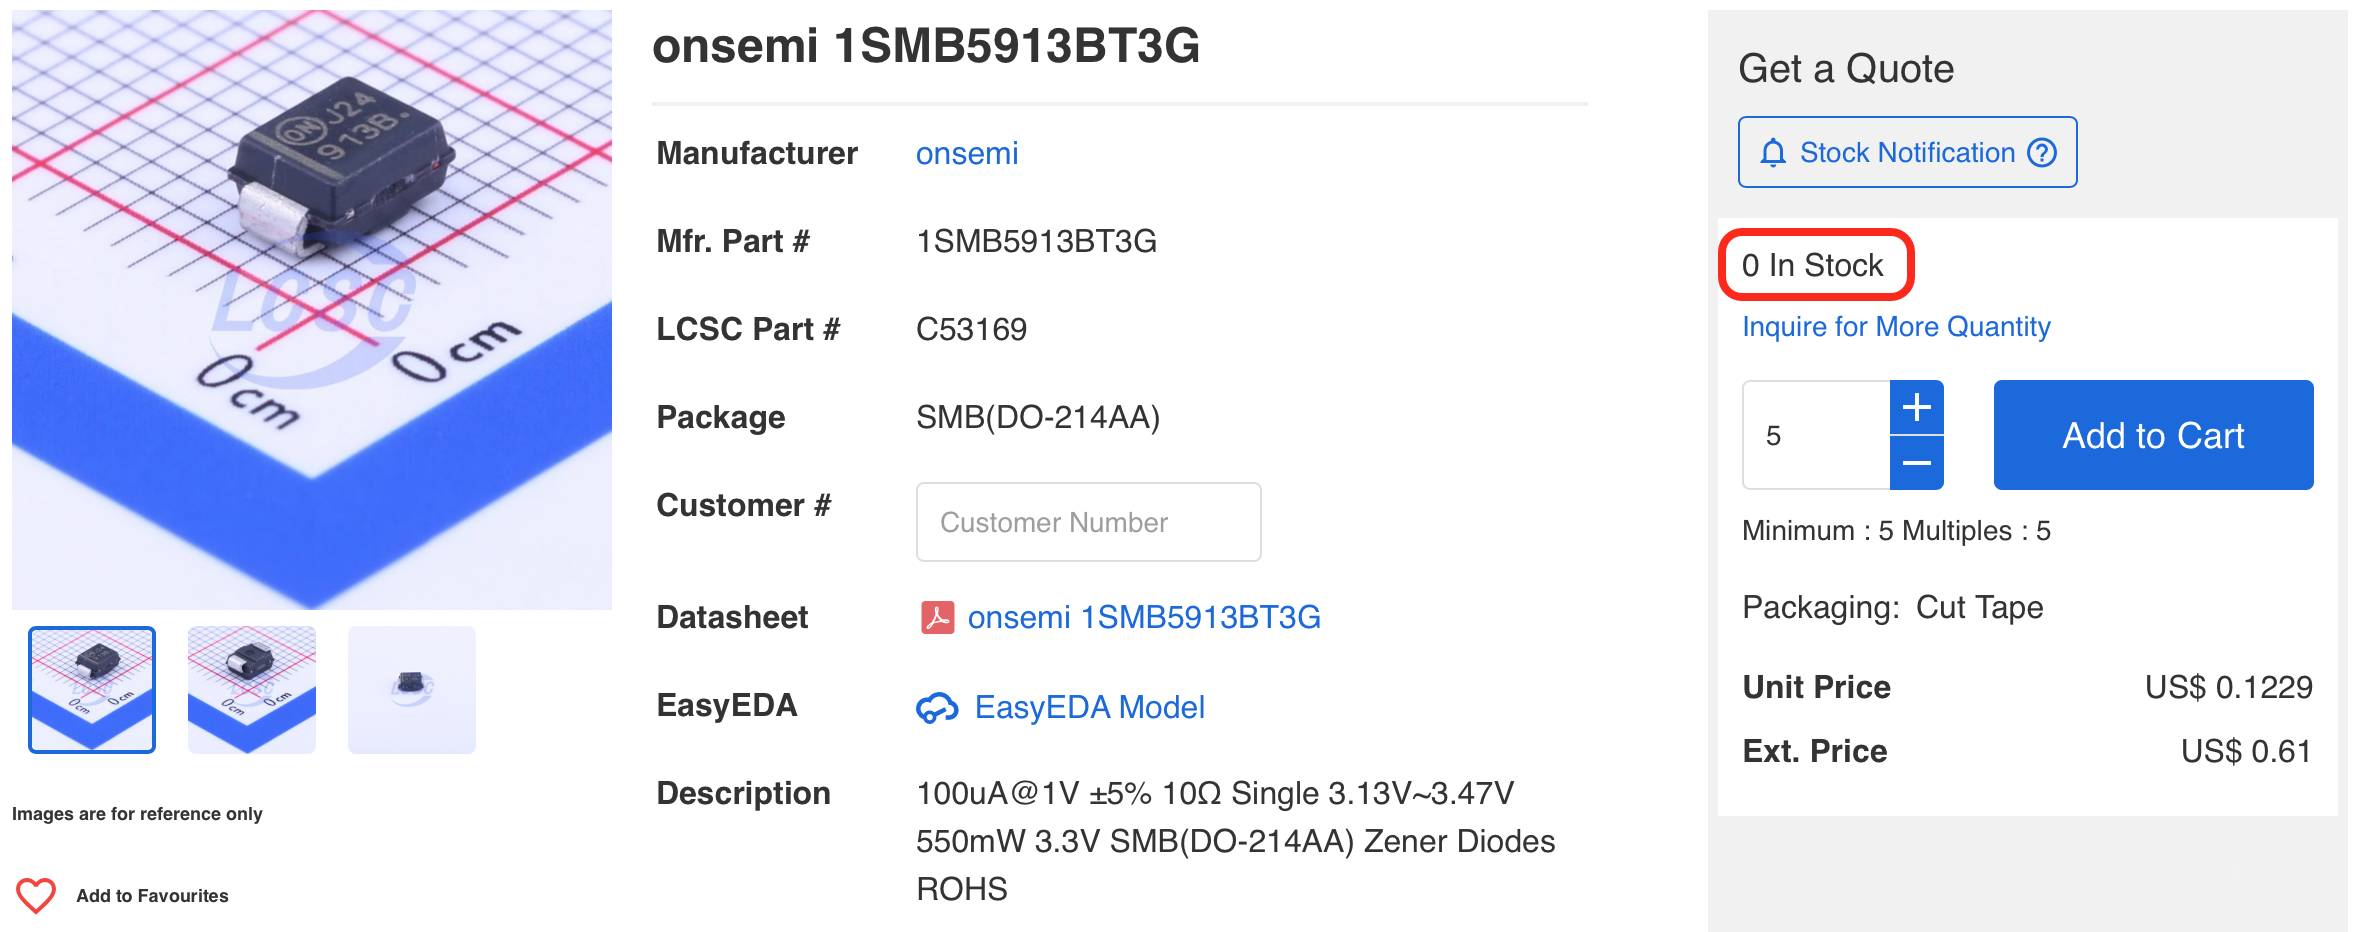 ON J24
913B.
LCSC
0 cm
0 cm
Images are for reference only
Add to Favourites
onsemi 1SMB5913BT3G
Manufacturer onsemi
Mfr. Part # 1SMB5913BT3G
LCSC Part # C53169
Package SMB(DO-214AA)
Customer # Customer Number
Datasheet onsemi 1SMB5913BT3G
EasyEDA EasyEDA Model
Description 100uA@1V ±5% 10Ω Single 3.13V~3.47V
550mW 3.3V SMB(DO-214AA) Zener Diodes
ROHS
Get a Quote
Stock Notification ?
0 In Stock
Inquire for More Quantity
5 + Add to Cart
−
Minimum : 5 Multiples : 5
Packaging: Cut Tape
Unit Price US$ 0.1229
Ext. Price US$ 0.61